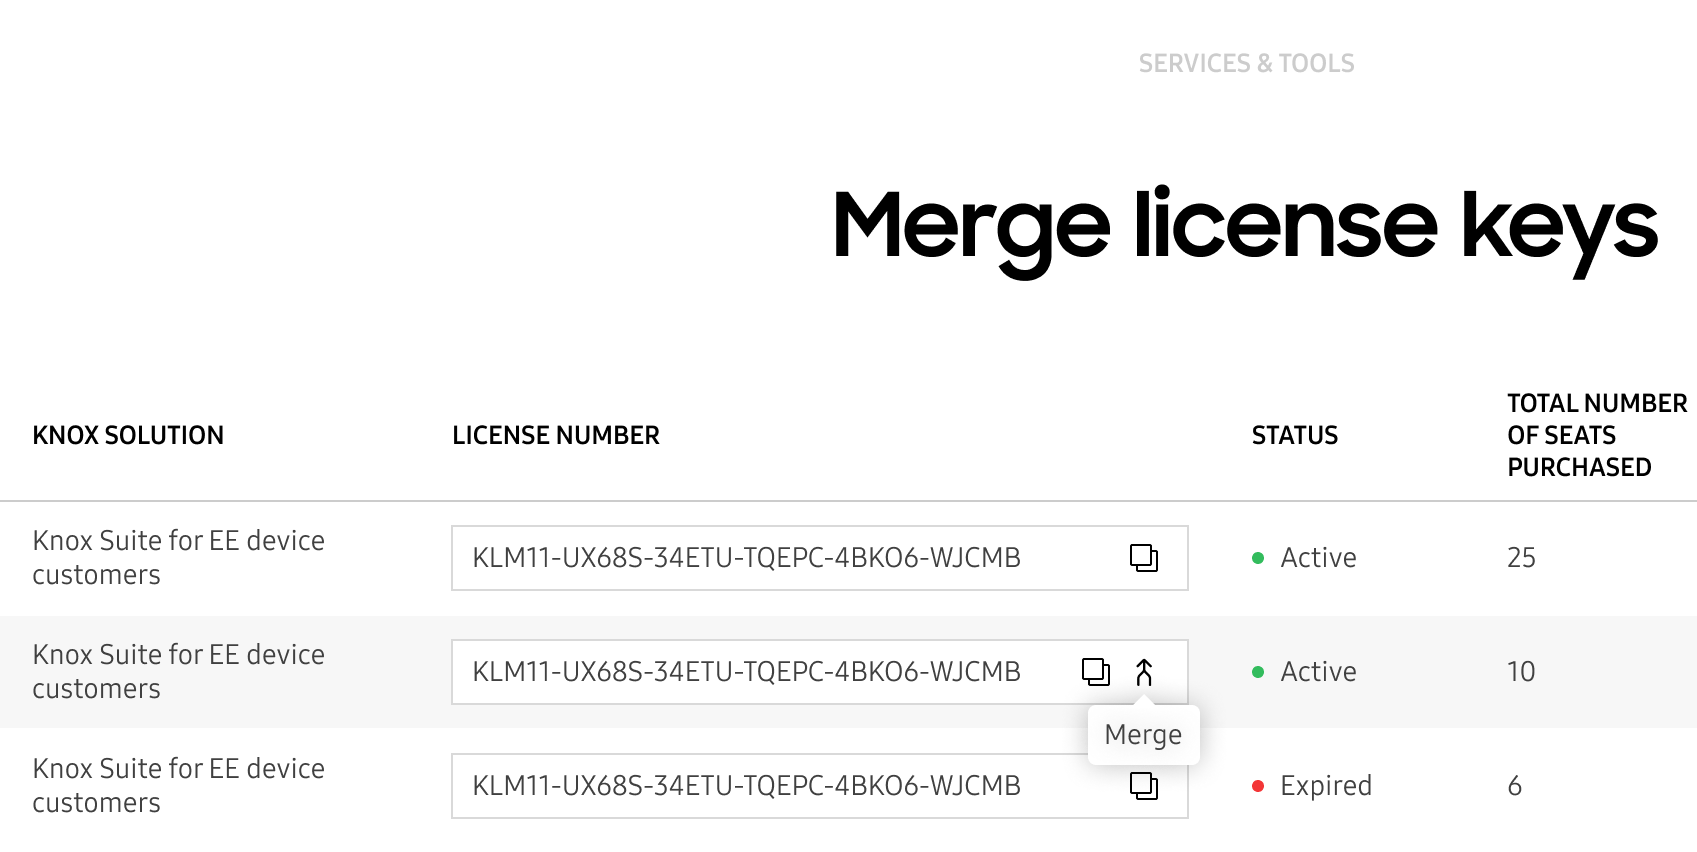 SERVICES & TOOLS
Merge license keys
KNOX SOLUTION
LICENSE NUMBER
STATUS
TOTAL NUMBER
OF SEATS
PURCHASED
Knox Suite for EE device
customers
KLM11-UX68S-34ETU-TQEPC-4BKO6-WJCMB
Active
25
Knox Suite for EE device
customers
KLM11-UX68S-34ETU-TQEPC-4BKO6-WJCMB
Active
10
Merge
Knox Suite for EE device
customers
KLM11-UX68S-34ETU-TQEPC-4BKO6-WJCMB
Expired
6